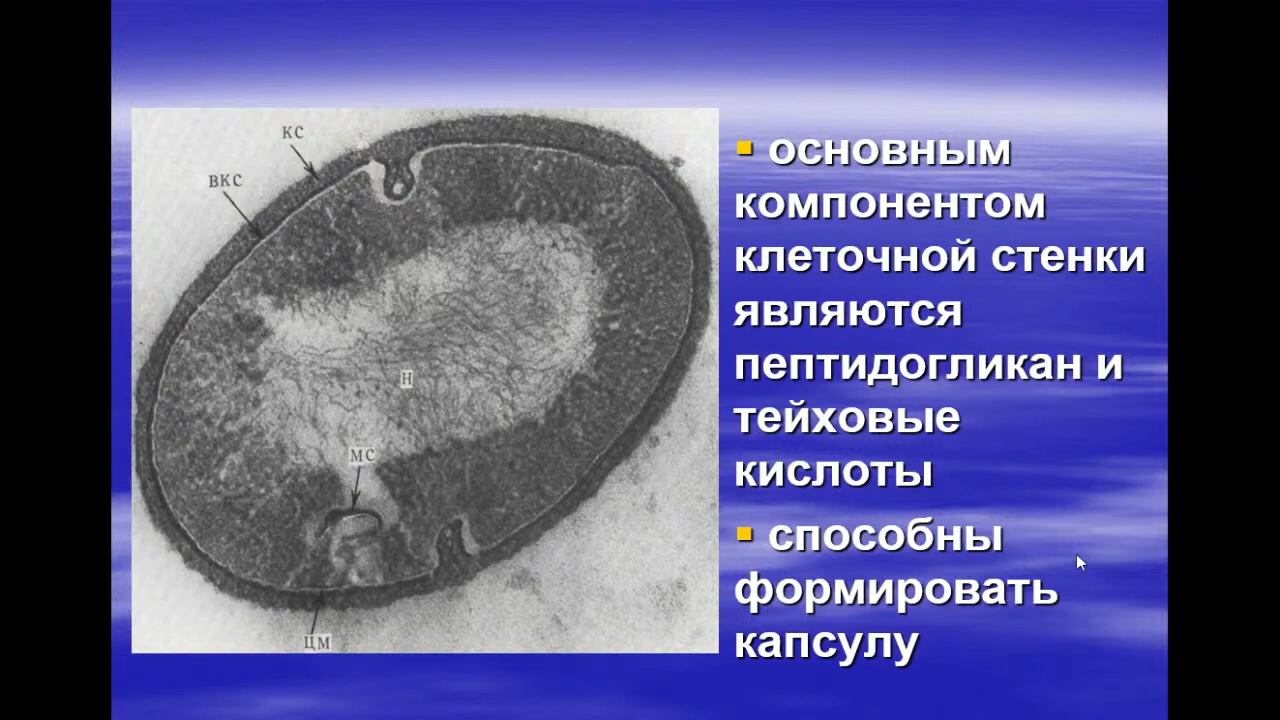 КС
ВКС
Н
МС
ЦМ
▪ основным
компонентом
клеточной стенки
являются
пептидогликан и
тейховые
кислоты
▪ способны
формировать
капсулу